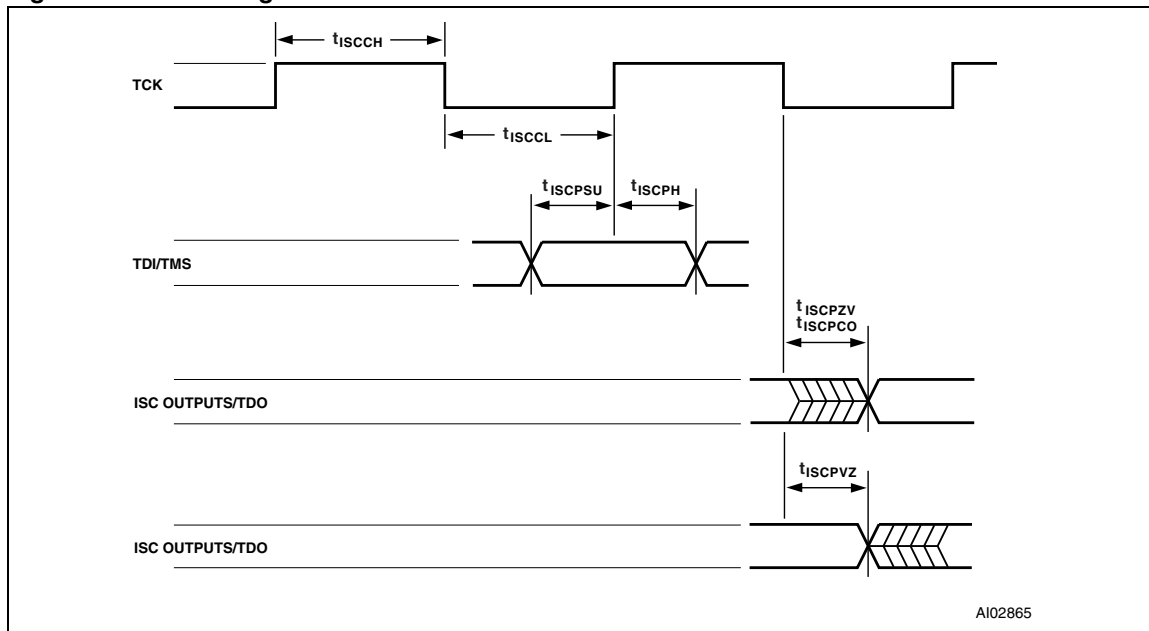 tISCCH
TCK
tISCCL
tISCPSU
tISCPH
TDI/TMS
tISCPZV
tISCPCO
ISC OUTPUTS/TDO
tISCPVZ
ISC OUTPUTS/TDO
AI02865